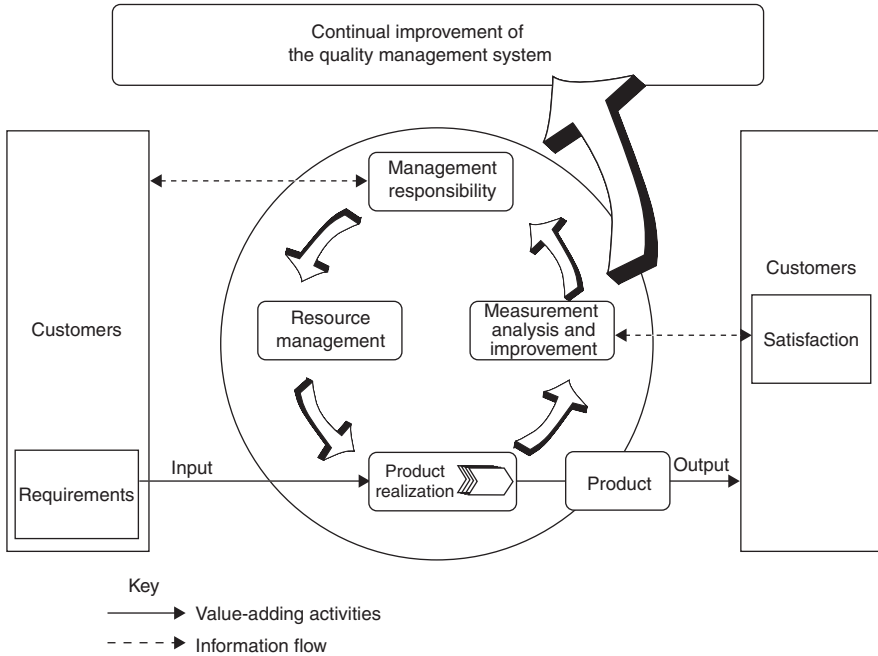 Continual improvement of
the quality management system
Management
responsibility
Customers
Resource
management
Measurement
analysis and
improvement
Customers
Satisfaction
Requirements
Input
Product
realization
Product
Output
Key
Value-adding activities
Information flow